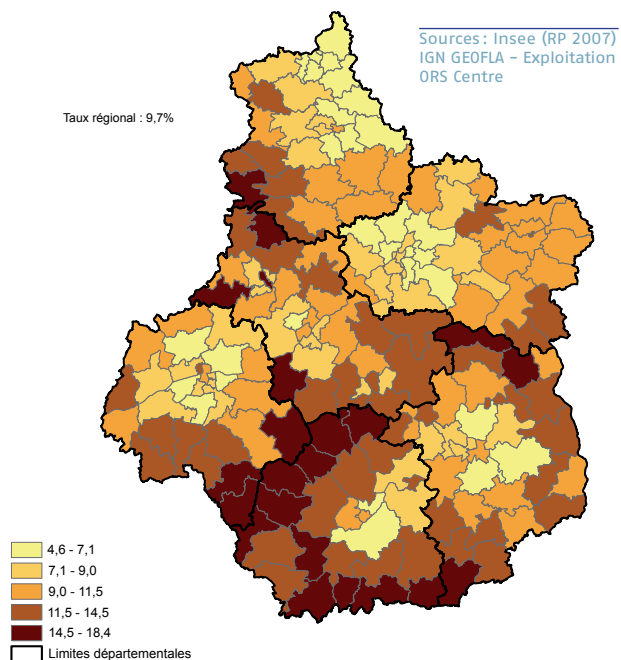 Sources : Insee (RP 2007)
IGN GEOFLA – Exploitation
ORS Centre
Taux régional : 9,7%
4,6 - 7,1
7,1 - 9,0
9,0 - 11,5
11,5 - 14,5
14,5 - 18,4
Limites départementales